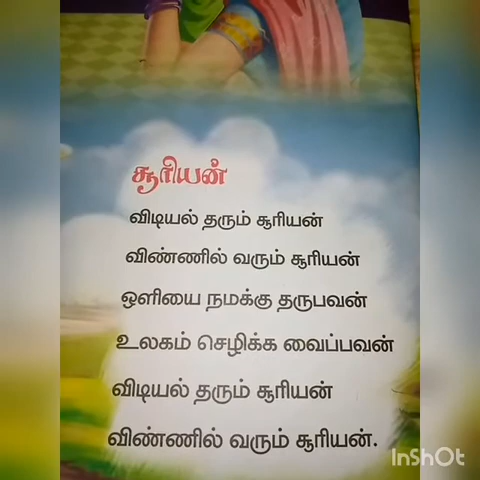 சூரியன்
விடியல் தரும் சூரியன்
விண்ணில் வரும் சூரியன்
ஒளியை நமக்கு தருபவன்
உலகம் செழிக்க வைப்பவன்
விடியல் தரும் சூரியன்
விண்ணில் வரும் சூரியன்.
InShOt